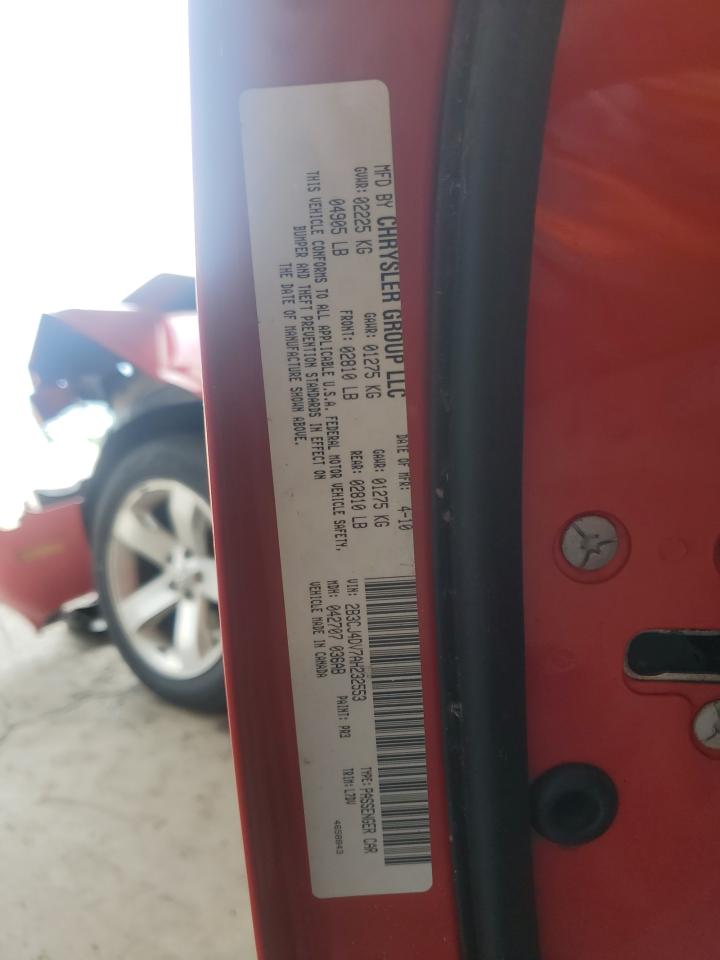 MFD BY CHRYSLER GROUP LLC DATE OF MFR: 4-10
GVWR: 02225 KG GAWR: 01275 KG GAWR: 01275 KG
04905 LB FRONT: 02810 LB REAR: 02810 LB
THIS VEHICLE CONFORMS TO ALL APPLICABLE U.S.A. FEDERAL MOTOR VEHICLE SAFETY,
BUMPER AND THEFT PREVENTION STANDARDS IN EFFECT ON
THE DATE OF MANUFACTURE SHOWN ABOVE.
VIN: 2B3CJ4DV7AH232553 TYPE: PASSENGER CAR
MDH: 042707 036AB PAINT: PR3 TRIM: L7DV
VEHICLE MADE IN CANADA
4658843